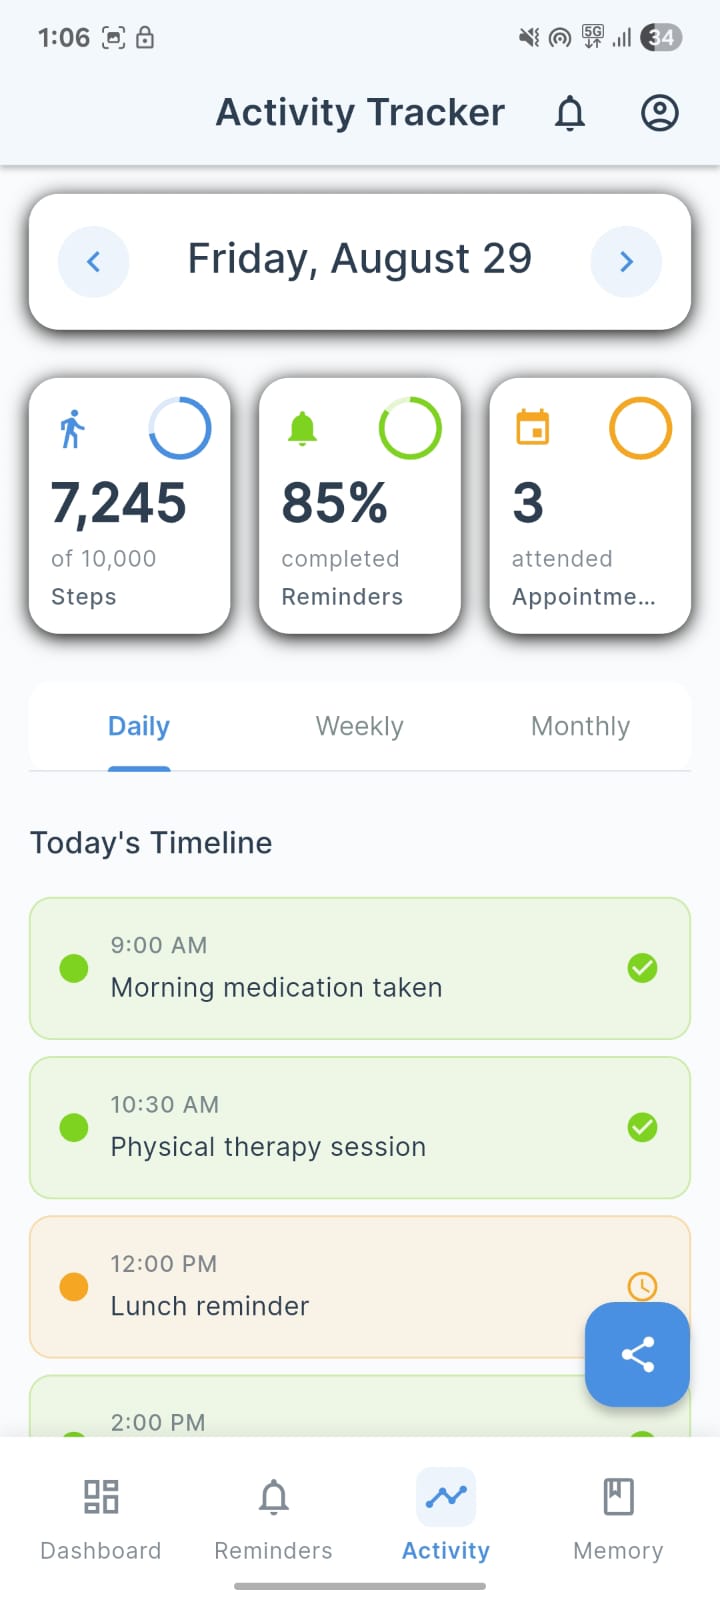 1:06
5G
34
Activity Tracker
Friday, August 29
7,245
of 10,000
Steps
85%
completed
Reminders
3
attended
Appointme...
Daily
Weekly
Monthly
Today's Timeline
9:00 AM
Morning medication taken
10:30 AM
Physical therapy session
12:00 PM
Lunch reminder
2:00 PM
Dashboard
Reminders
Activity
Memory